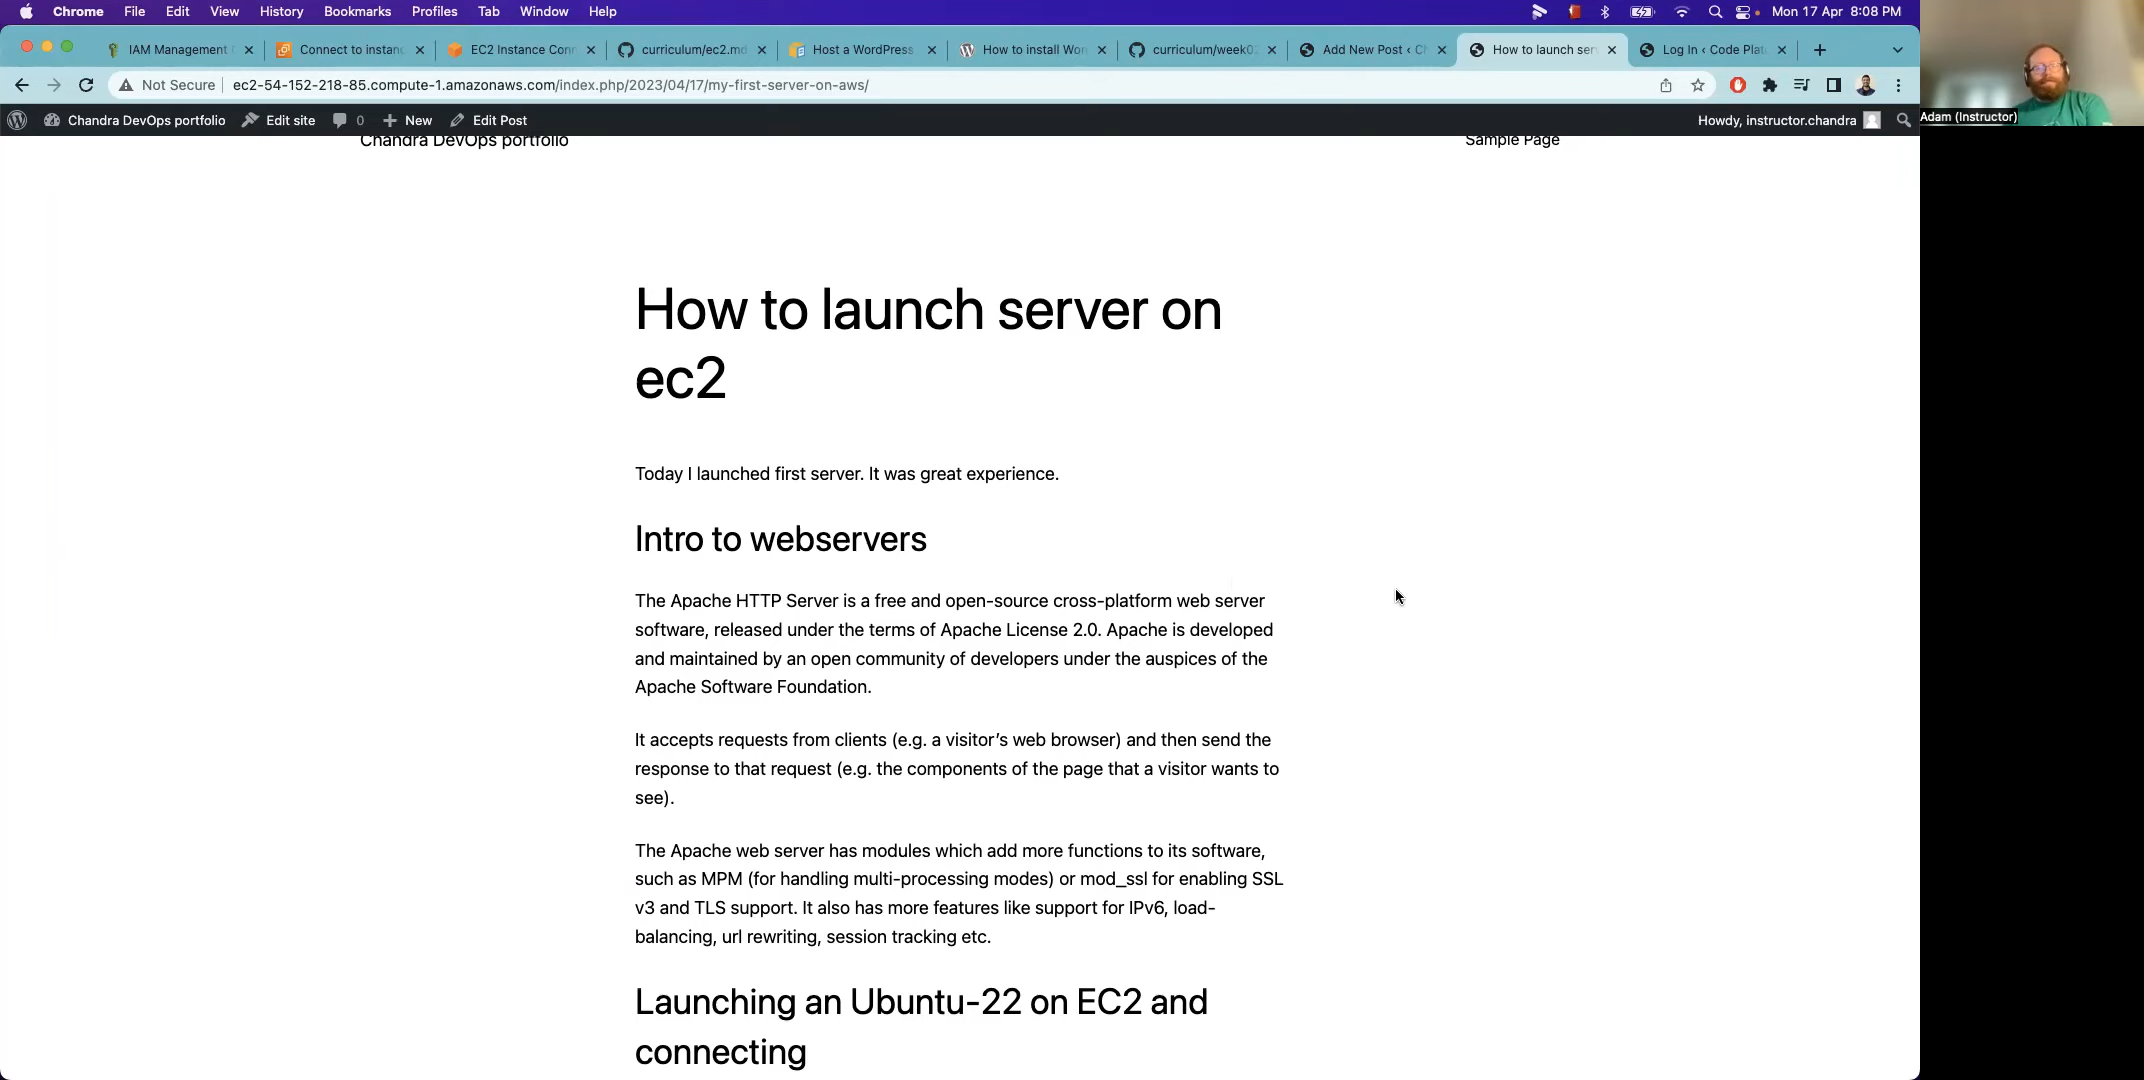 Chrome File Edit View History Bookmarks Profiles Tab Window Help Mon 17 Apr 8:08 PM
IAM Management Connect to instanc EC2 Instance Conn curriculum/ec2.md Host a WordPress How to install Wor curriculum/week02 Add New Post ‹ Ch How to launch serv Log In ‹ Code Plat
Not Secure ec2-54-152-218-85.compute-1.amazonaws.com/index.php/2023/04/17/my-first-server-on-aws/
Adam (Instructor)
Chandra DevOps portfolio Edit site 0 New Edit Post Howdy, instructor.chandra
Chandra DevOps portfolio Sample Page
How to launch server on
ec2
Today I launched first server. It was great experience.
Intro to webservers
The Apache HTTP Server is a free and open-source cross-platform web server
software, released under the terms of Apache License 2.0. Apache is developed
and maintained by an open community of developers under the auspices of the
Apache Software Foundation.
It accepts requests from clients (e.g. a visitor’s web browser) and then send the
response to that request (e.g. the components of the page that a visitor wants to
see).
The Apache web server has modules which add more functions to its software,
such as MPM (for handling multi-processing modes) or mod_ssl for enabling SSL
v3 and TLS support. It also has more features like support for IPv6, load-
balancing, url rewriting, session tracking etc.
Launching an Ubuntu-22 on EC2 and
connecting